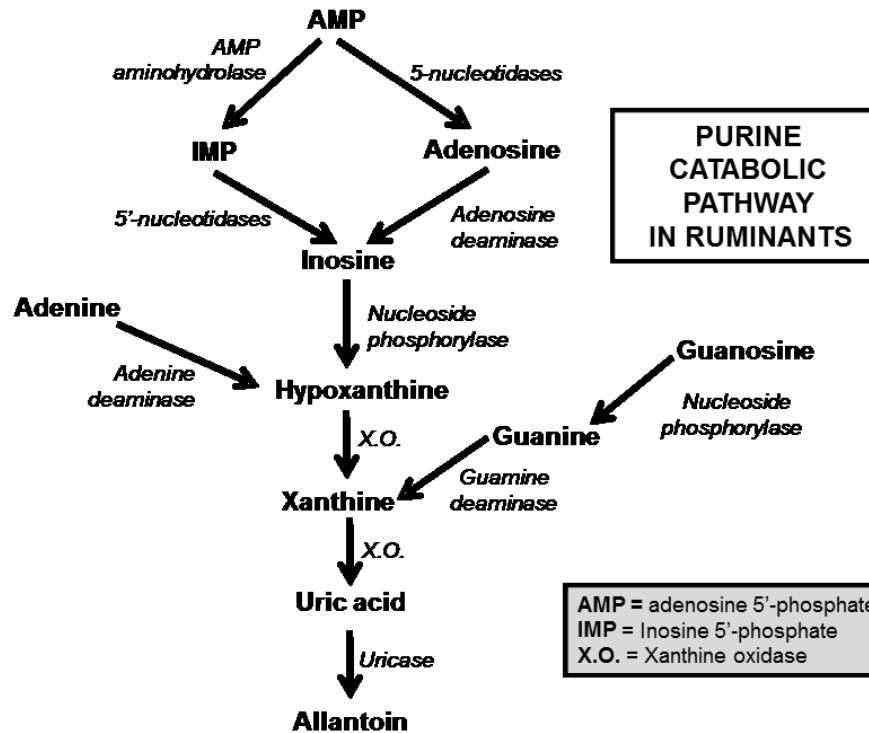 AMP
AMP
aminohydrolase
5-nucleotidases
IMP
Adenosine
PURINE
CATABOLIC
PATHWAY
IN RUMINANTS
5'-nucleotidases
Adenosine
deaminase
Inosine
Adenine
Nucleoside
phosphorylase
Guanosine
Adenine
deaminase
Hypoxanthine
Nucleoside
phosphorylase
X.O.
Guanine
Xanthine
Guamine
deaminase
X.O.
Uric acid
AMP = adenosine 5'-phosphate
IMP = Inosine 5'-phosphate
X.O. = Xanthine oxidase
Uricase
Allantoin